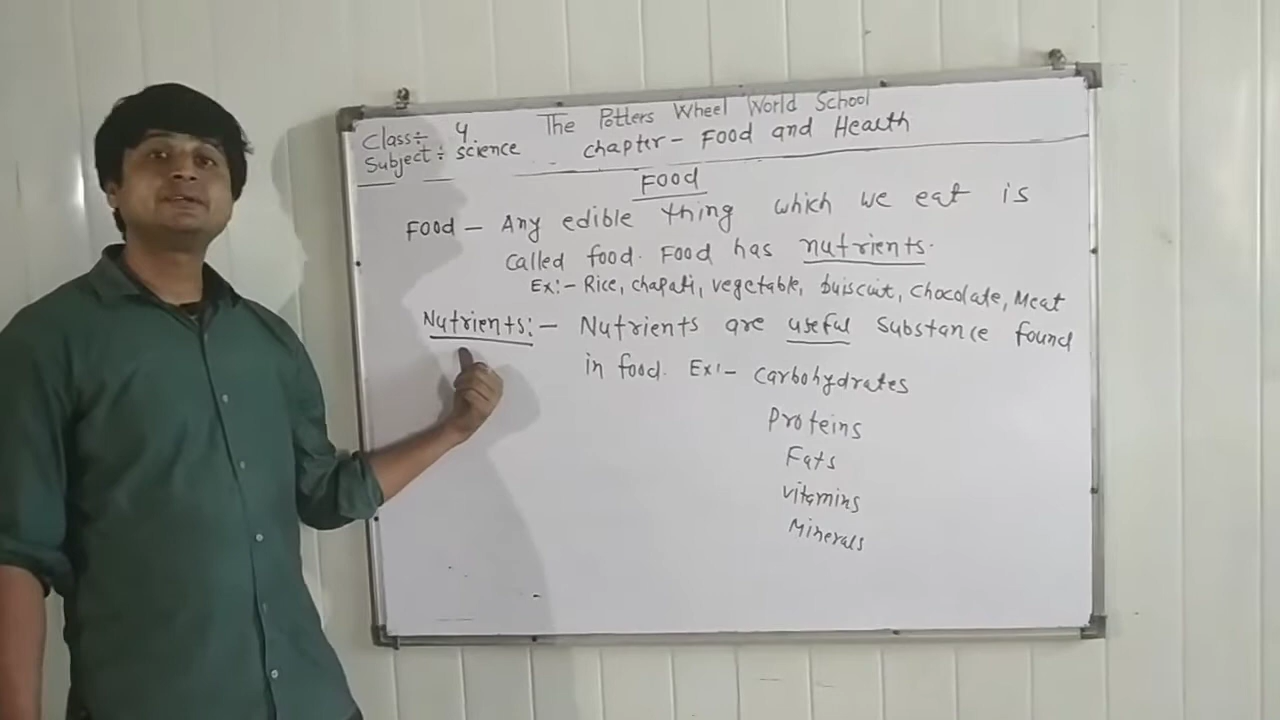 Class÷ 4. The Potters Wheel World School
Subject÷ science chapter- Food and Health
Food
Food - Any edible thing which we eat is
called food. Food has nutrients.
Ex:- Rice, chapati, vegetable, buiscuit, chocolate, Meat
Nutrients:- Nutrients are useful substance found
in food. Ex:- carbohydrates
Proteins
Fats
vitamins
Minerals